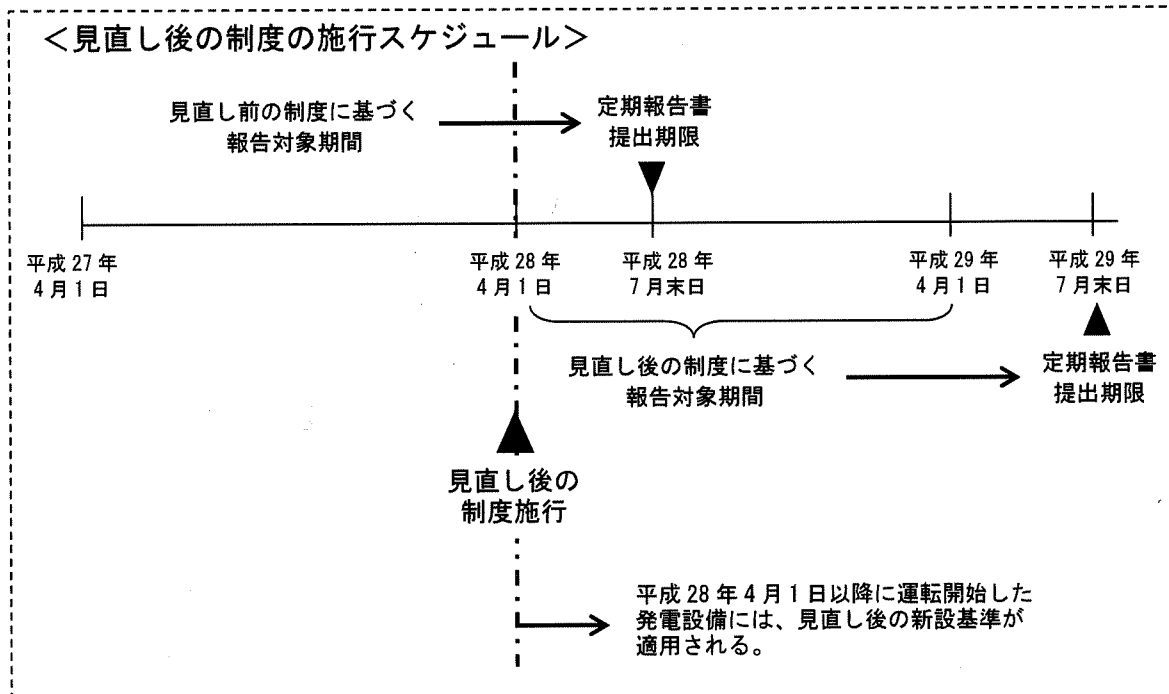 ＜見直し後の制度の施行スケジュール＞
見直し前の制度に基づく
報告対象期間
定期報告書
提出期限
平成 27 年
4 月 1 日
平成 28 年
4 月 1 日
平成 28 年
7 月末日
平成 29 年
4 月 1 日
平成 29 年
7 月末日
見直し後の制度に基づく
報告対象期間
定期報告書
提出期限
見直し後の
制度施行
平成 28 年 4 月 1 日以降に運転開始した
発電設備には、見直し後の新設基準が
適用される。